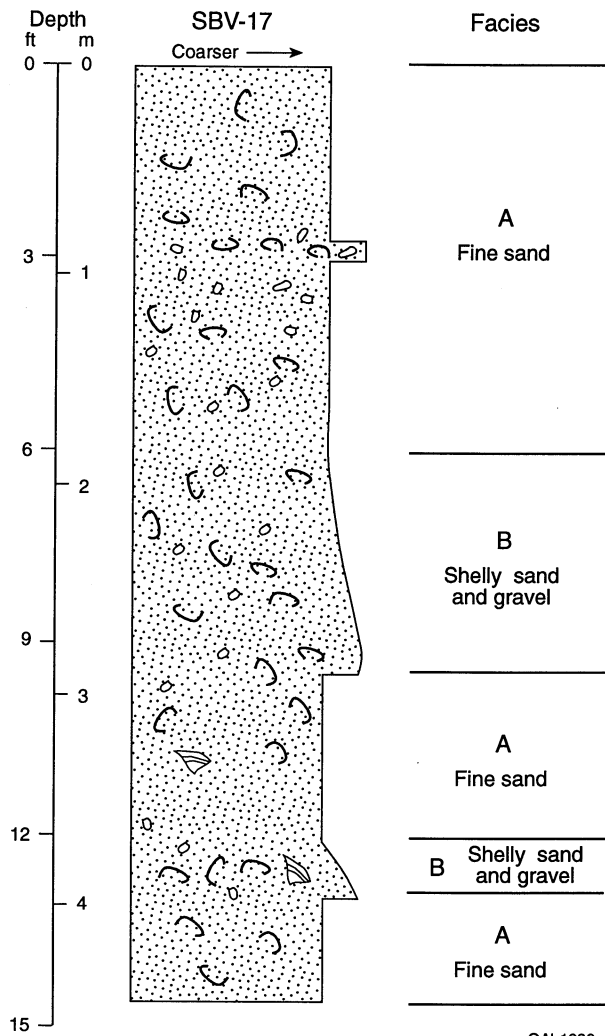 Depth
ft m
SBV-17
Coarser
Facies
0 0
A
Fine sand
3
1
6
2
B
Shelly sand
and gravel
9
3
A
Fine sand
12
B Shelly sand
and gravel
4
A
Fine sand
15